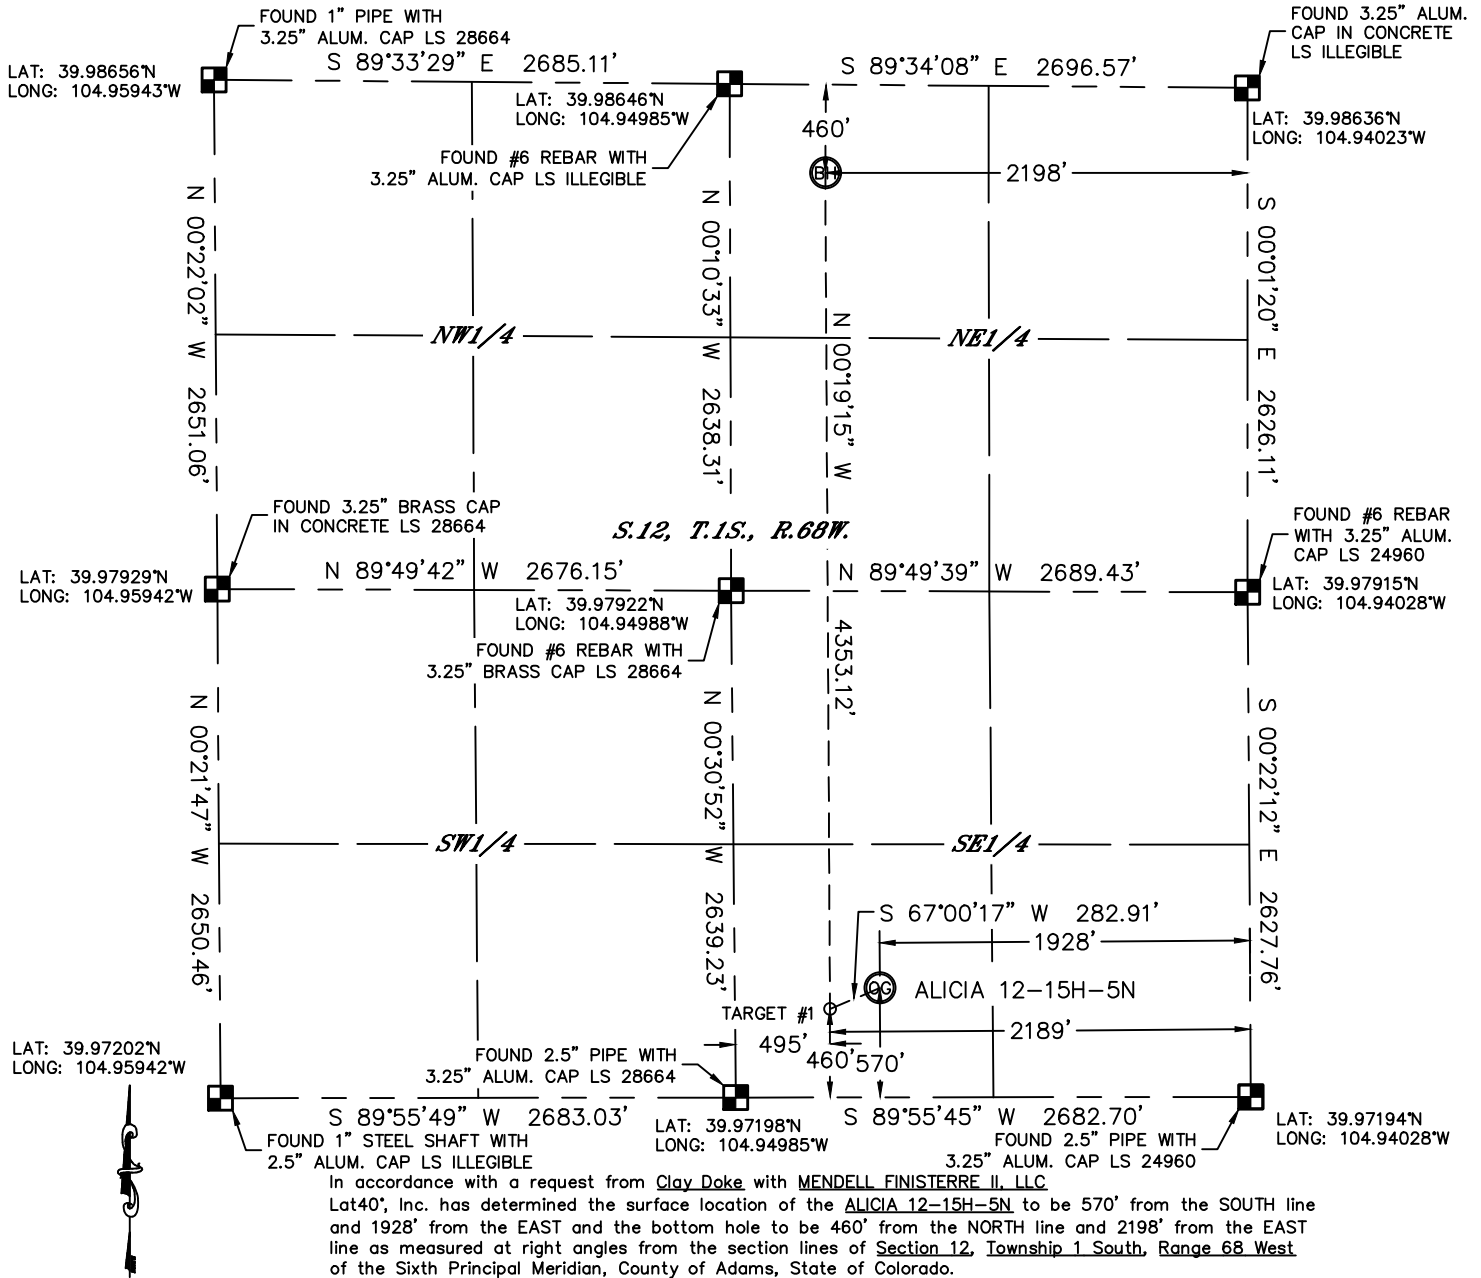 FOUND 1" PIPE WITH
3.25" ALUM. CAP LS 28664
FOUND 3.25" ALUM.
CAP IN CONCRETE
LS ILLEGIBLE
S 89°33'29" E 2685.11'
S 89°34'08" E 2696.57'
LAT: 39.98656°N
LONG: 104.95943°W
LAT: 39.98646°N
LONG: 104.94985°W
LAT: 39.98636°N
LONG: 104.94023°W
460'
FOUND #6 REBAR WITH
3.25" ALUM. CAP LS ILLEGIBLE
BH
2198'
N 00°22'02" W 2651.06'
N 00°10'33" W 2638.31'
N 00°19'15" W 4353.12'
S 00°01'20" E 2626.11'
NW1/4
NE1/4
FOUND 3.25" BRASS CAP
IN CONCRETE LS 28664
S.12, T.1S., R.68W.
FOUND #6 REBAR
WITH 3.25" ALUM.
CAP LS 24960
N 89°49'42" W 2676.15'
N 89°49'39" W 2689.43'
LAT: 39.97929°N
LONG: 104.95942°W
LAT: 39.97922°N
LONG: 104.94988°W
LAT: 39.97915°N
LONG: 104.94028°W
FOUND #6 REBAR WITH
3.25" BRASS CAP LS 28664
N 00°21'47" W 2650.46'
N 00°30'52" W 2639.23'
S 00°22'12" E 2627.76'
SW1/4
SE1/4
S 67°00'17" W 282.91'
1928'
OG
ALICIA 12-15H-5N
TARGET #1
2189'
495'
460'
570'
LAT: 39.97202°N
LONG: 104.95942°W
FOUND 2.5" PIPE WITH
3.25" ALUM. CAP LS 28664
S 89°55'49" W 2683.03'
S 89°55'45" W 2682.70'
LAT: 39.97198°N
LONG: 104.94985°W
LAT: 39.97194°N
LONG: 104.94028°W
FOUND 1" STEEL SHAFT WITH
2.5" ALUM. CAP LS ILLEGIBLE
FOUND 2.5" PIPE WITH
3.25" ALUM. CAP LS 24960
In accordance with a request from Clay Doke with MENDELL FINISTERRE II, LLC
Lat40°, Inc. has determined the surface location of the ALICIA 12-15H-5N to be 570' from the SOUTH line
and 1928' from the EAST and the bottom hole to be 460' from the NORTH line and 2198' from the EAST
line as measured at right angles from the section lines of Section 12, Township 1 South, Range 68 West
of the Sixth Principal Meridian, County of Adams, State of Colorado.